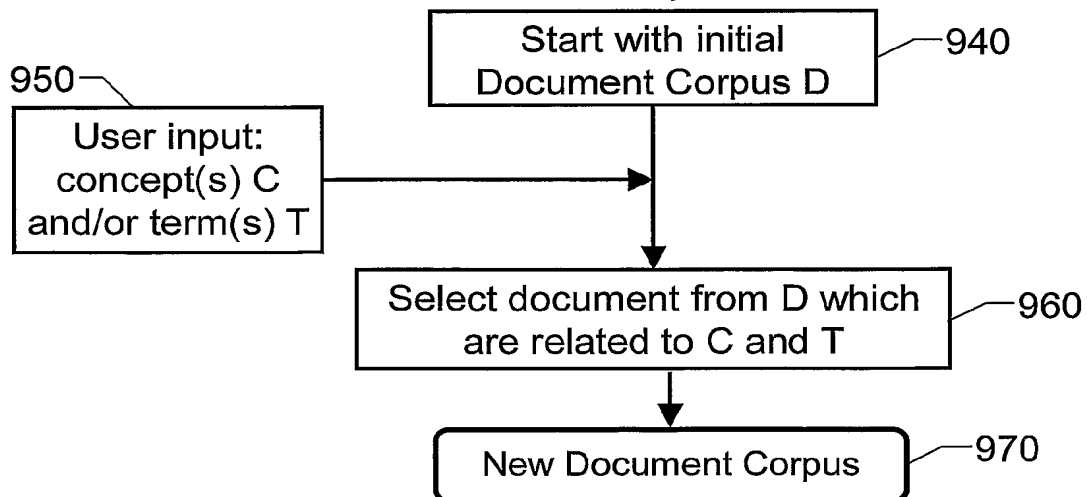 Start with initial
Document Corpus D
940
950
User input:
concept(s) C
and/or term(s) T
Select document from D which
are related to C and T
960
New Document Corpus
970